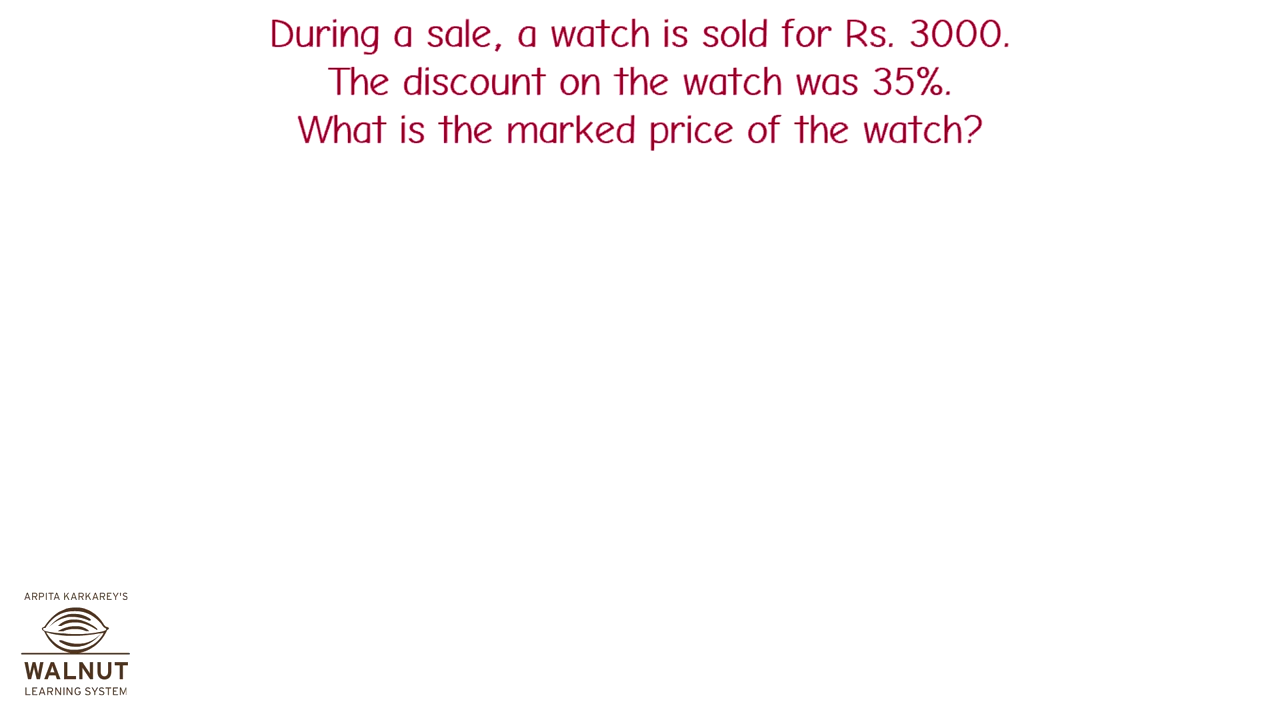 During a sale, a watch is sold for Rs. 3000.
The discount on the watch was 35%.
What is the marked price of the watch?
ARPITA KARKAREY'S
WALNUT
LEARNING SYSTEM